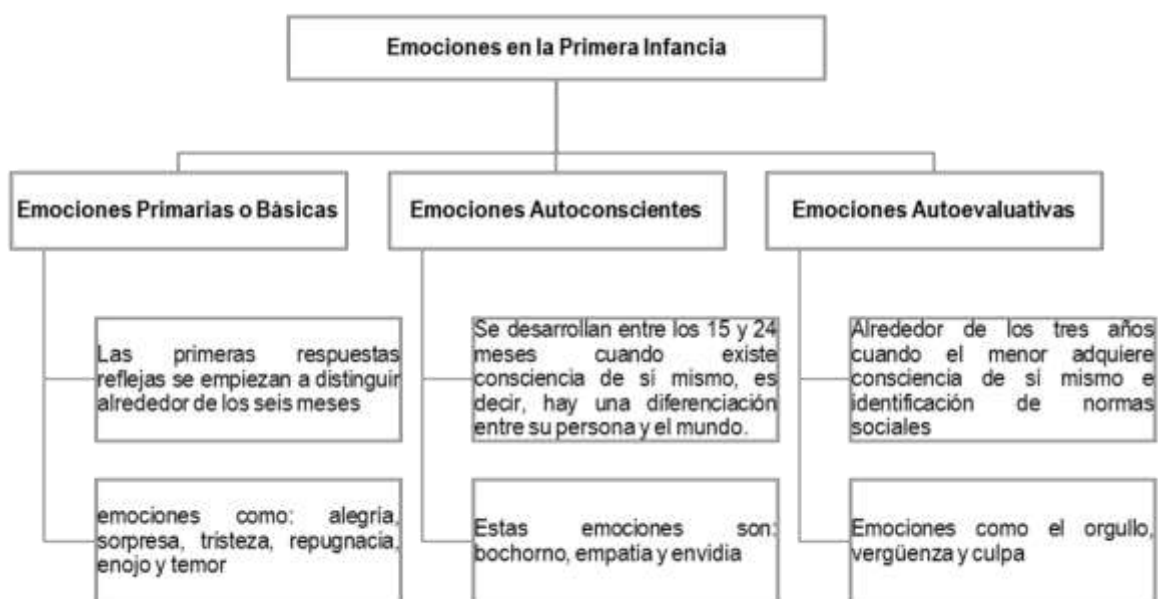 Emociones en la Primera Infancia
Emociones Primarias o Básicas
Las primeras respuestas
reflejas se empiezan a distinguir
alrededor de los seis meses
emociones como: alegría,
sorpresa, tristeza, repugnacia,
enojo y temor
Emociones Autoconscientes
Se desarrollan entre los 15 y 24
meses cuando existe
consciencia de sí mismo, es
decir, hay una diferenciación
entre su persona y el mundo.
Estas emociones son:
bochorno, empatía y envidia
Emociones Autoevaluativas
Alrededor de los tres años
cuando el menor adquiere
consciencia de sí mismo e
identificación de normas
sociales
Emociones como el orgullo,
vergüenza y culpa